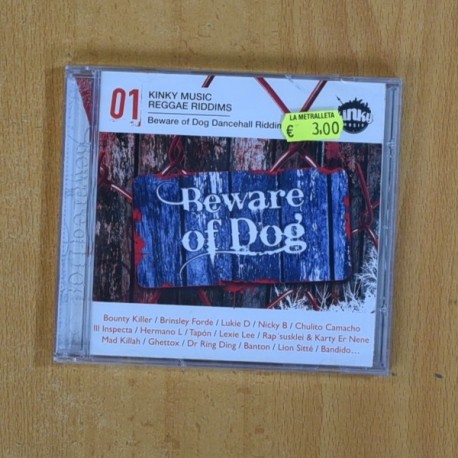 01
KINKY MUSIC
REGGAE RIDDIMS
Beware of Dog Dancehall Riddim
LA METRALLETA
€ 3,00
MUSIC
Beware
of Dog
Bounty Killer / Brinsley Forde / Lukie D / Nicky B / Chulito Camacho
Ill Inspecta / Hermano L / Tapón / Lexie Lee / Rap'susklei & Karty Er Nene
Mad Killah / Ghettox / Dr Ring Ding / Banton / Lion Sitté / Bandido...